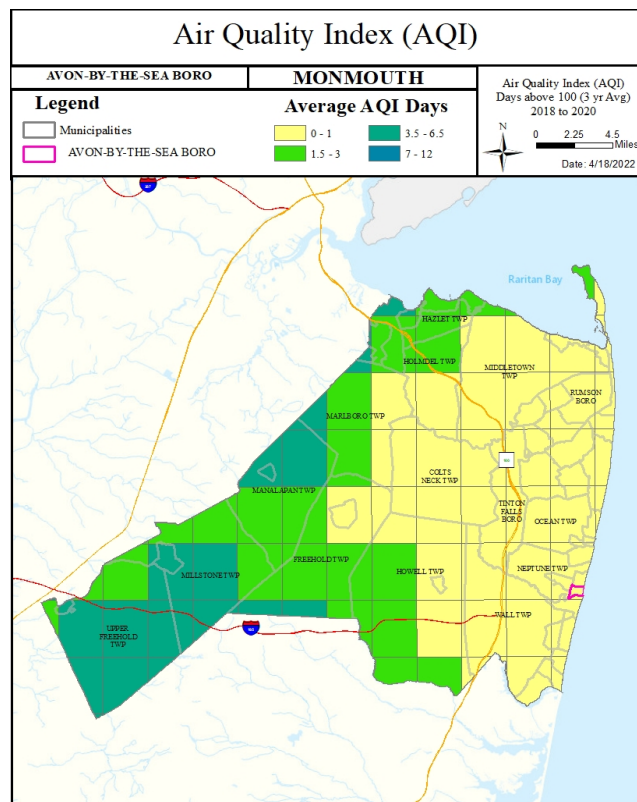 Air Quality Index (AQI)
AVON-BY-THE-SEA BORO
MONMOUTH
Air Quality Index (AQI)
Days above 100 (3 yr Avg)
2018 to 2020
Legend
Municipalities
AVON-BY-THE-SEA BORO
Average AQI Days
0 - 1
1.5 - 3
3.5 - 6.5
7 - 12
N
0 2.25 4.5
Miles
Date: 4/18/2022
Raritan Bay
HAZLET TWP
HOLMDEL TWP
MIDDLETOWN
TWP
RUMSON
BORO
MARLBORO TWP
COLTS
NECK TWP
MANALAPAN TWP
TINTON
FALLS
BORO
OCEAN TWP
FREEHOLD TWP
HOWELL TWP
NEPTUNE TWP
MILLSTONE TWP
WALL TWP
UPPER
FREEHOLD
TWP